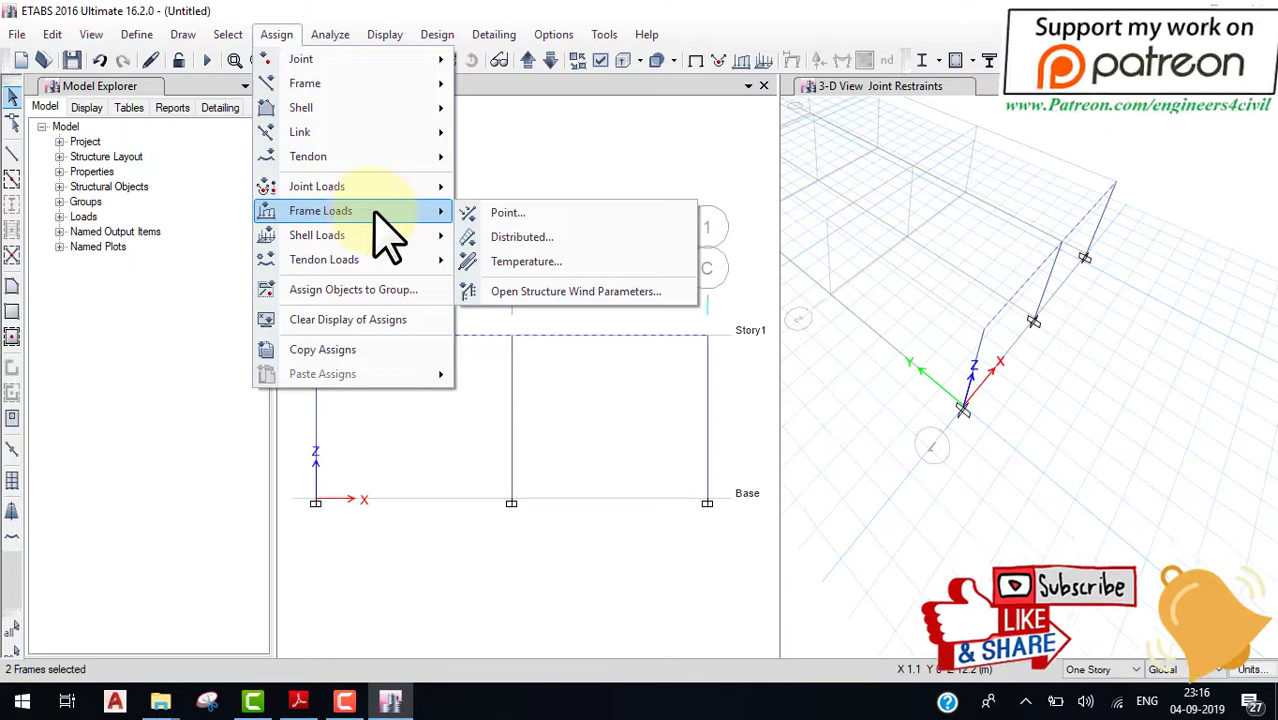 ETABS 2016 Ultimate 16.2.0 - (Untitled)
File Edit View Define Draw Select Assign Analyze Display Design Detailing Options Tools Help
nd
Model Explorer
Model Display Tables Reports Detailing
Model
Project
Structure Layout
Properties
Structural Objects
Groups
Loads
Named Output Items
Named Plots
Joint
Frame
Shell
Link
Tendon
Joint Loads
Frame Loads
Shell Loads
Tendon Loads
Assign Objects to Group...
Clear Display of Assigns
Copy Assigns
Paste Assigns
Point...
Distributed...
Temperature...
Open Structure Wind Parameters...
1
C
Story1
Base
Z
X
3-D View Joint Restraints
Y
Z
X
Support my work on
patreon
www.Patreon.com/engineers4civil
Subscribe
LIKE
& SHARE
all
2 Frames selected
One Story
Global
Units...
ENG
23:16
04-09-2019
27